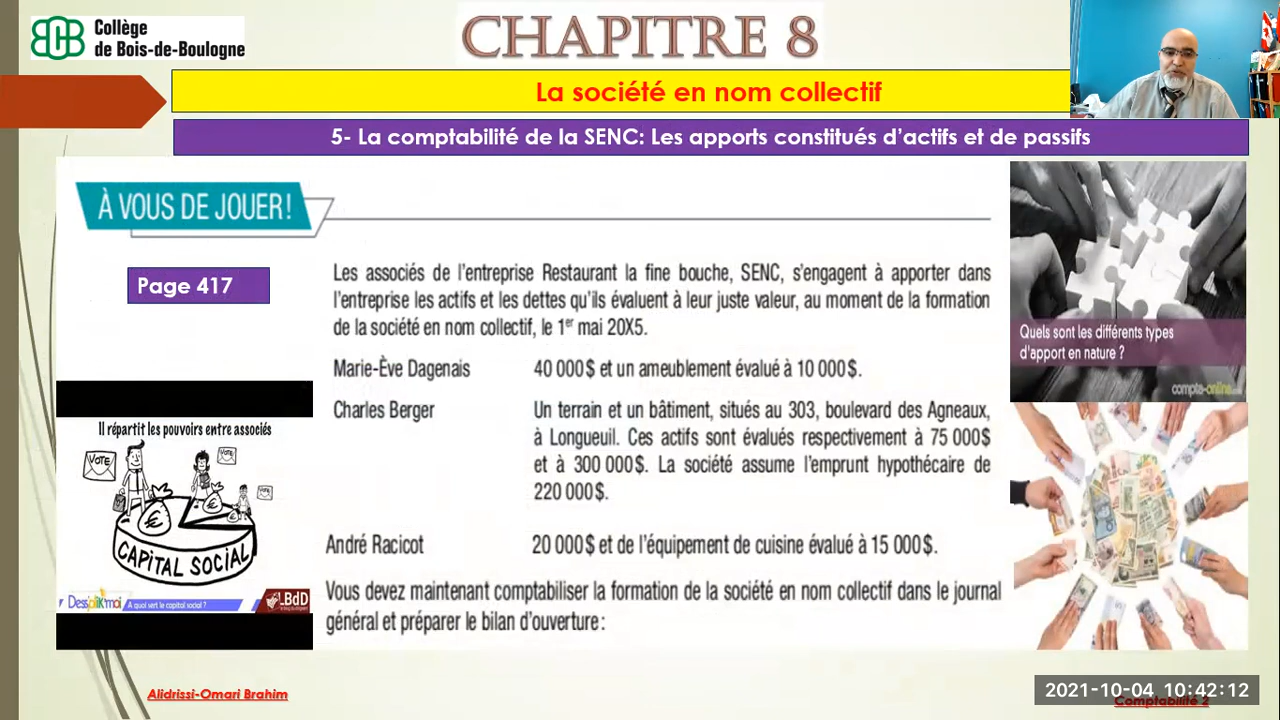 Collège
de Bois-de-Boulogne
CHAPITRE 8
La société en nom collectif
5- La comptabilité de la SENC: Les apports constitués d’actifs et de passifs
À VOUS DE JOUER!
Page 417
Les associés de l’entreprise Restaurant la fine bouche, SENC, s’engagent à apporter dans
l’entreprise les actifs et les dettes qu’ils évaluent à leur juste valeur, au moment de la formation
de la société en nom collectif, le 1er mai 20X5.
Marie-Ève Dagenais 40 000$ et un ameublement évalué à 10 000$.
Charles Berger Un terrain et un bâtiment, situés au 303, boulevard des Agneaux,
à Longueuil. Ces actifs sont évalués respectivement à 75 000$
et à 300 000$. La société assume l’emprunt hypothécaire de
220 000$.
André Racicot 20 000$ et de l’équipement de cuisine évalué à 15 000$.
Vous devez maintenant comptabiliser la formation de la société en nom collectif dans le journal
général et préparer le bilan d’ouverture:
Il répartit les pouvoirs entre associés
VOTE
VOTE
VOTE
CAPITAL SOCIAL
Dessiplik'moi A quoi sert le capital social ? LBdD
Quels sont les différents types
d'apport en nature ?
compta-online
Alidrissi-Omari Brahim
2021-10-04 10:42:12
Comptabilité 2